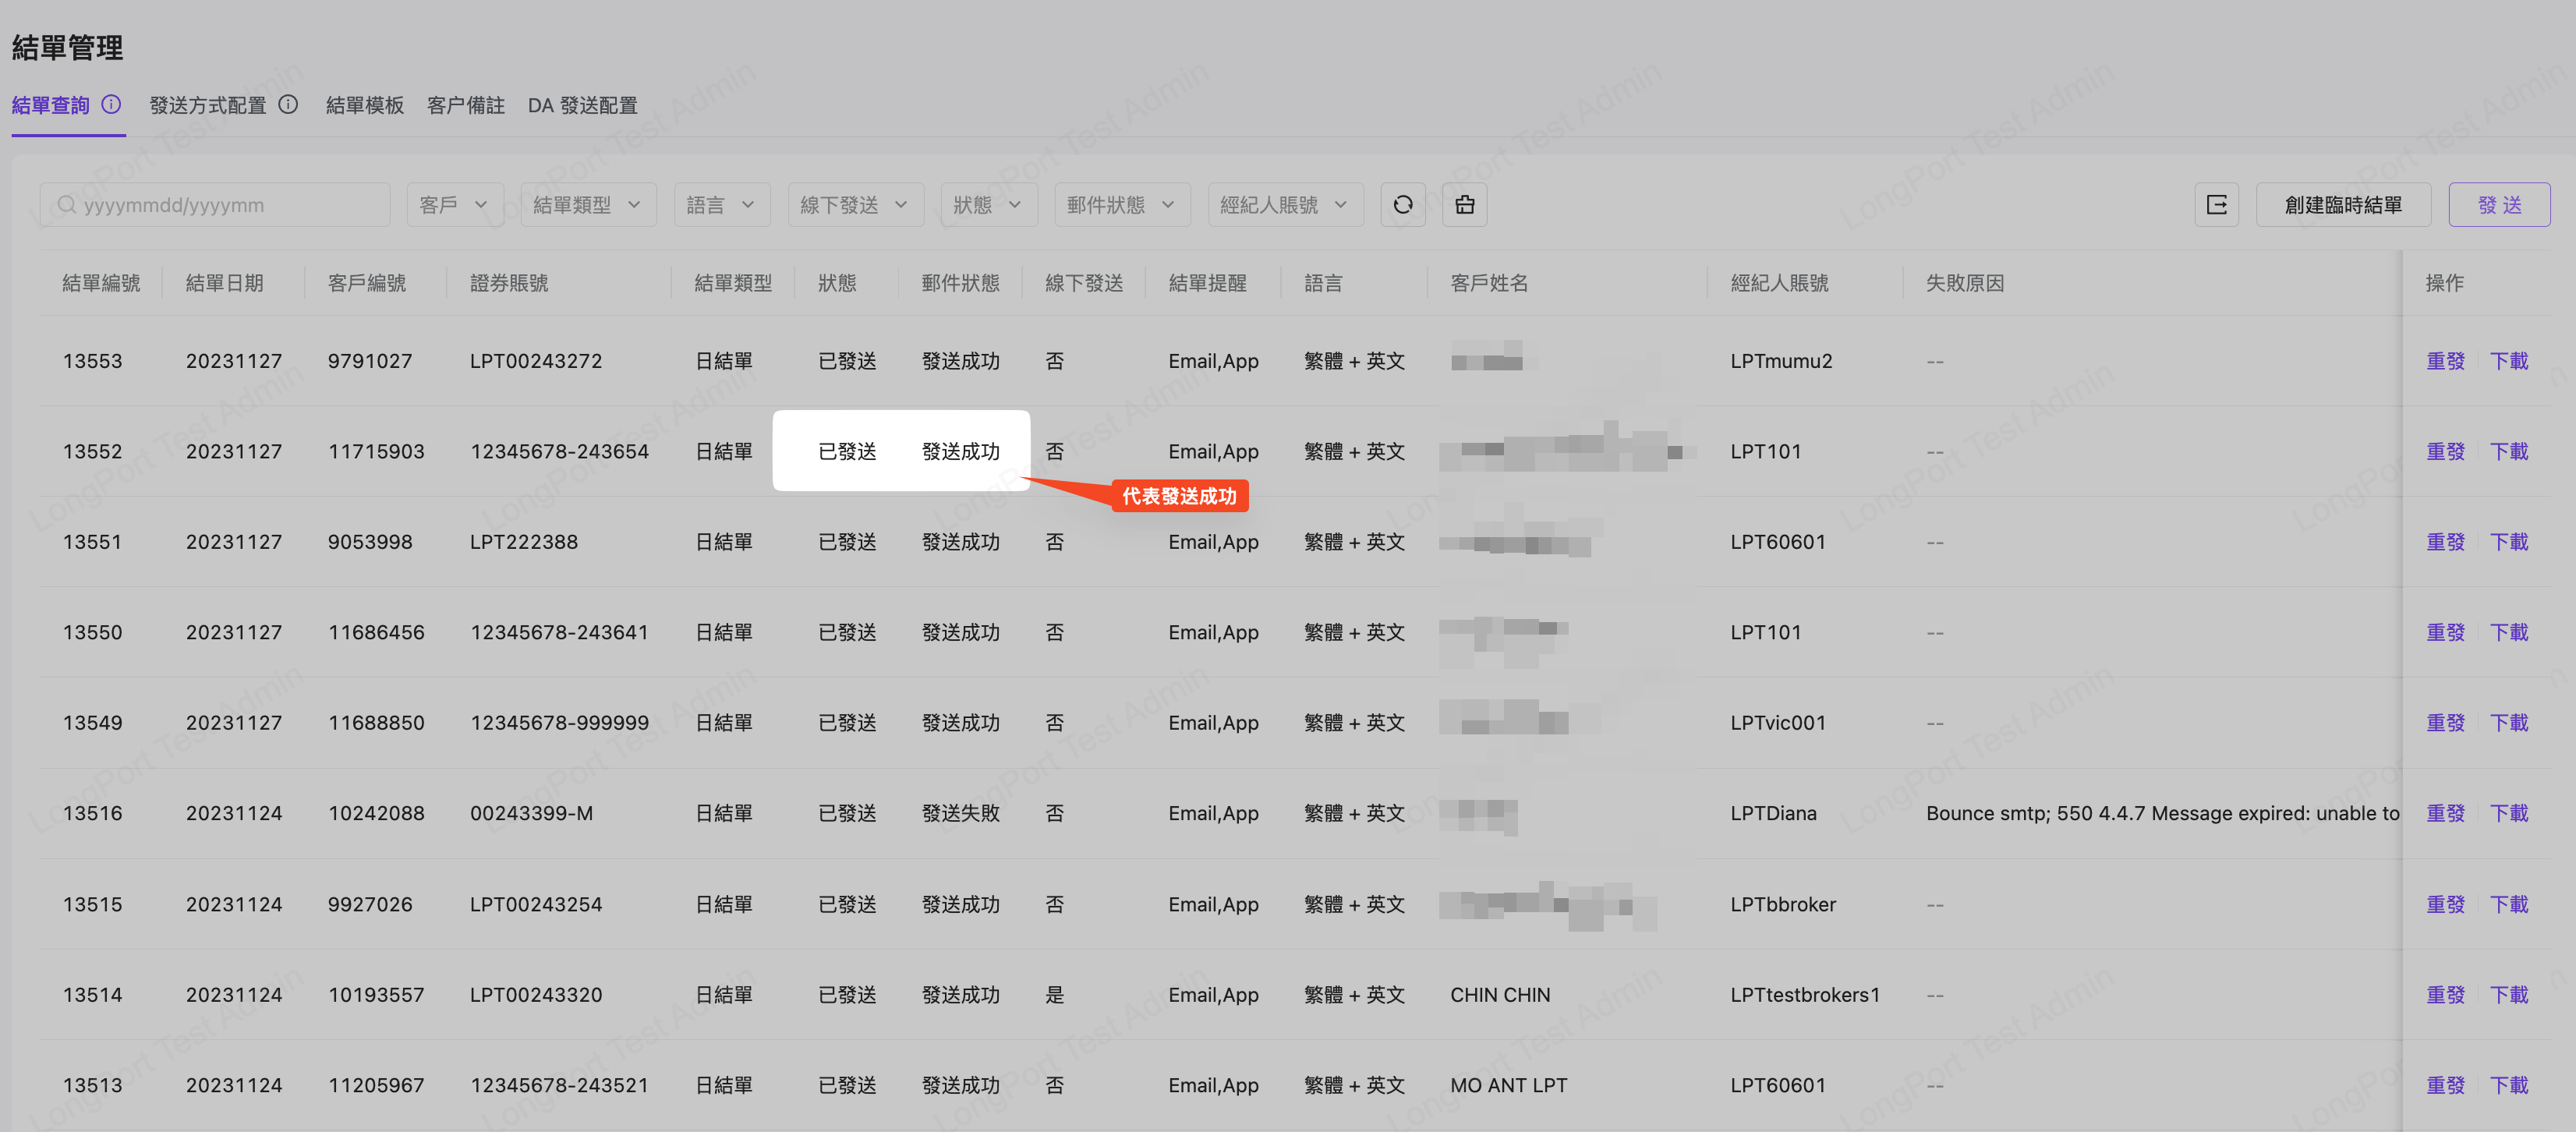 結單管理
結單查詢 發送方式配置 結單模板 客户備註 DA 發送配置
yyyymmdd/yyyymm 客戶 結單類型 語言 線下發送 狀態 郵件狀態 經紀人賬號 創建臨時結單 發送
結單編號 結單日期 客戶編號 證券賬號 結單類型 狀態 郵件狀態 線下發送 結單提醒 語言 客戶姓名 經紀人賬號 失敗原因 操作
13553 20231127 9791027 LPT00243272 日結單 已發送 發送成功 否 Email,App 繁體 + 英文 LPTmumu2 -- 重發 下載
13552 20231127 11715903 12345678-243654 日結單 已發送 發送成功 否 Email,App 繁體 + 英文 LPT101 -- 重發 下載
代表發送成功
13551 20231127 9053998 LPT222388 日結單 已發送 發送成功 否 Email,App 繁體 + 英文 LPT60601 -- 重發 下載
13550 20231127 11686456 12345678-243641 日結單 已發送 發送成功 否 Email,App 繁體 + 英文 LPT101 -- 重發 下載
13549 20231127 11688850 12345678-999999 日結單 已發送 發送成功 否 Email,App 繁體 + 英文 LPTvic001 -- 重發 下載
13516 20231124 10242088 00243399-M 日結單 已發送 發送失敗 否 Email,App 繁體 + 英文 LPTDiana Bounce smtp; 550 4.4.7 Message expired: unable to 重發 下載
13515 20231124 9927026 LPT00243254 日結單 已發送 發送成功 否 Email,App 繁體 + 英文 LPTbbroker -- 重發 下載
13514 20231124 10193557 LPT00243320 日結單 已發送 發送成功 是 Email,App 繁體 + 英文 CHIN CHIN LPTtestbrokers1 -- 重發 下載
13513 20231124 11205967 12345678-243521 日結單 已發送 發送成功 否 Email,App 繁體 + 英文 MO ANT LPT LPT60601 -- 重發 下載
LongPort Test Admin